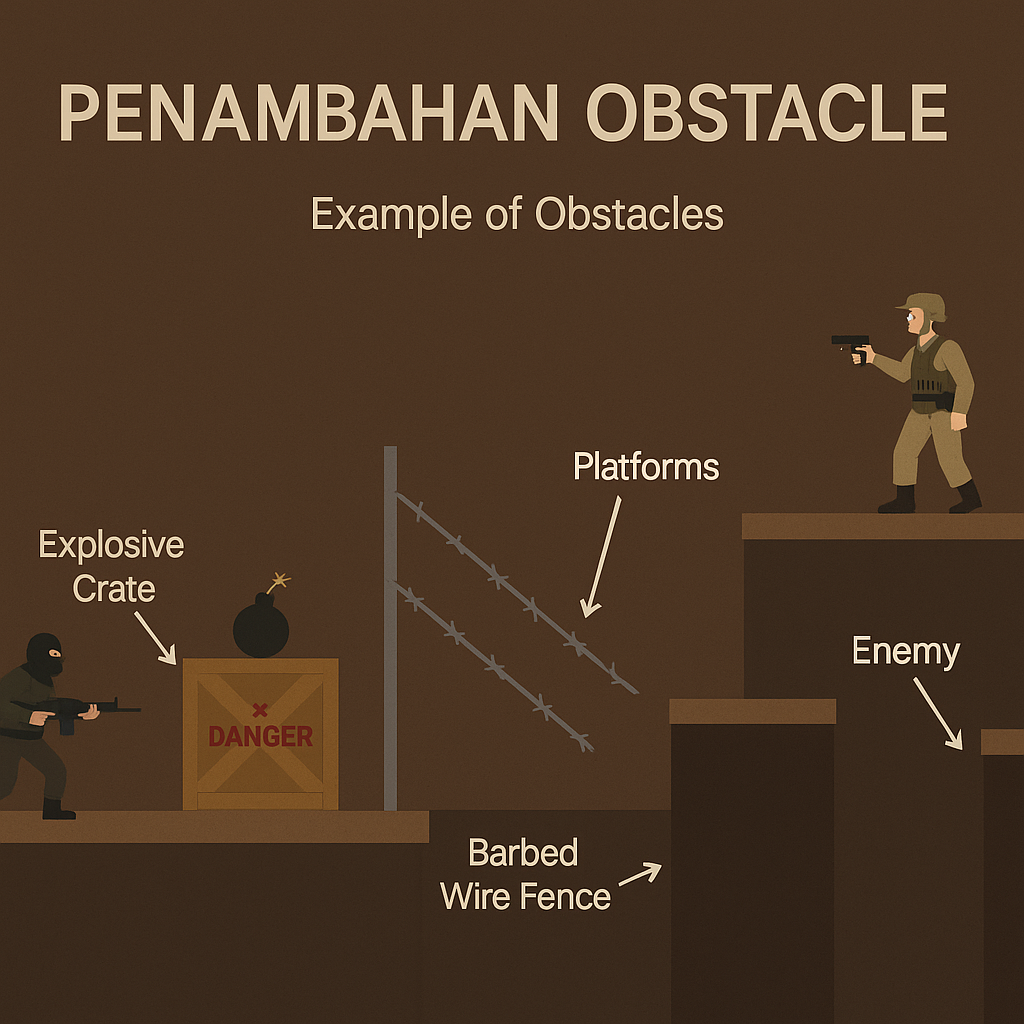 PENAMBAHAN OBSTACLE
Example of Obstacles
Platforms
Explosive
Crate
Enemy
× DANGER
Barbed
Wire Fence